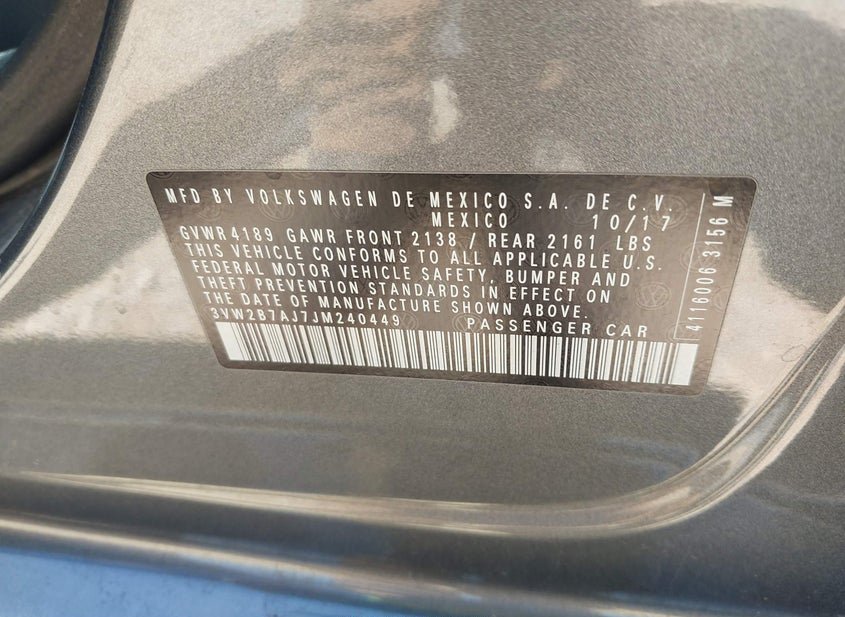 MFD BY VOLKSWAGEN DE MEXICO S.A. DE C.V.
MEXICO 10/17
GVWR 4189 GAWR FRONT 2138 / REAR 2161 LBS
THIS VEHICLE CONFORMS TO ALL APPLICABLE U.S.
FEDERAL MOTOR VEHICLE SAFETY, BUMPER AND
THEFT PREVENTION STANDARDS IN EFFECT ON
THE DATE OF MANUFACTURE SHOWN ABOVE.
3VW2B7AJ7JM240449 PASSENGER CAR
4116006 3156 M